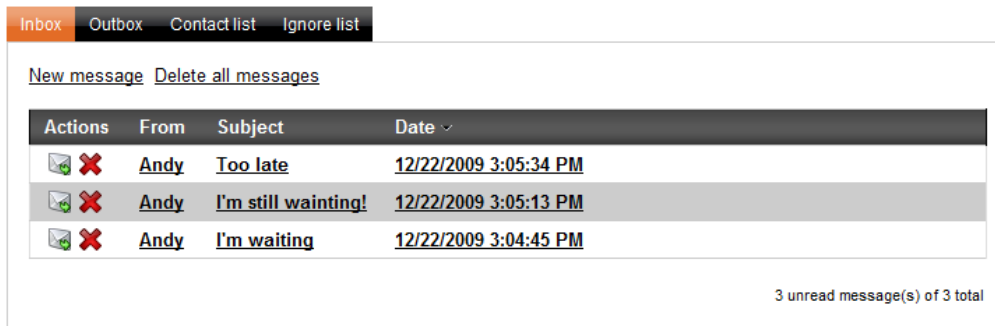 Inbox Outbox Contact list Ignore list
New message Delete all messages
Actions From Subject Date
Andy Too late 12/22/2009 3:05:34 PM
Andy I'm still wainting! 12/22/2009 3:05:13 PM
Andy I'm waiting 12/22/2009 3:04:45 PM
3 unread message(s) of 3 total